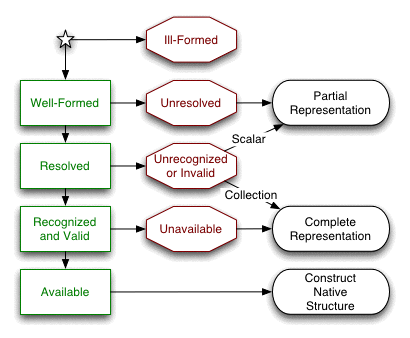 Ill-Formed
Well-Formed
Unresolved
Partial
Representation
Scalar
Resolved
Unrecognized
or Invalid
Collection
Recognized
and Valid
Unavailable
Complete
Representation
Available
Construct
Native
Structure